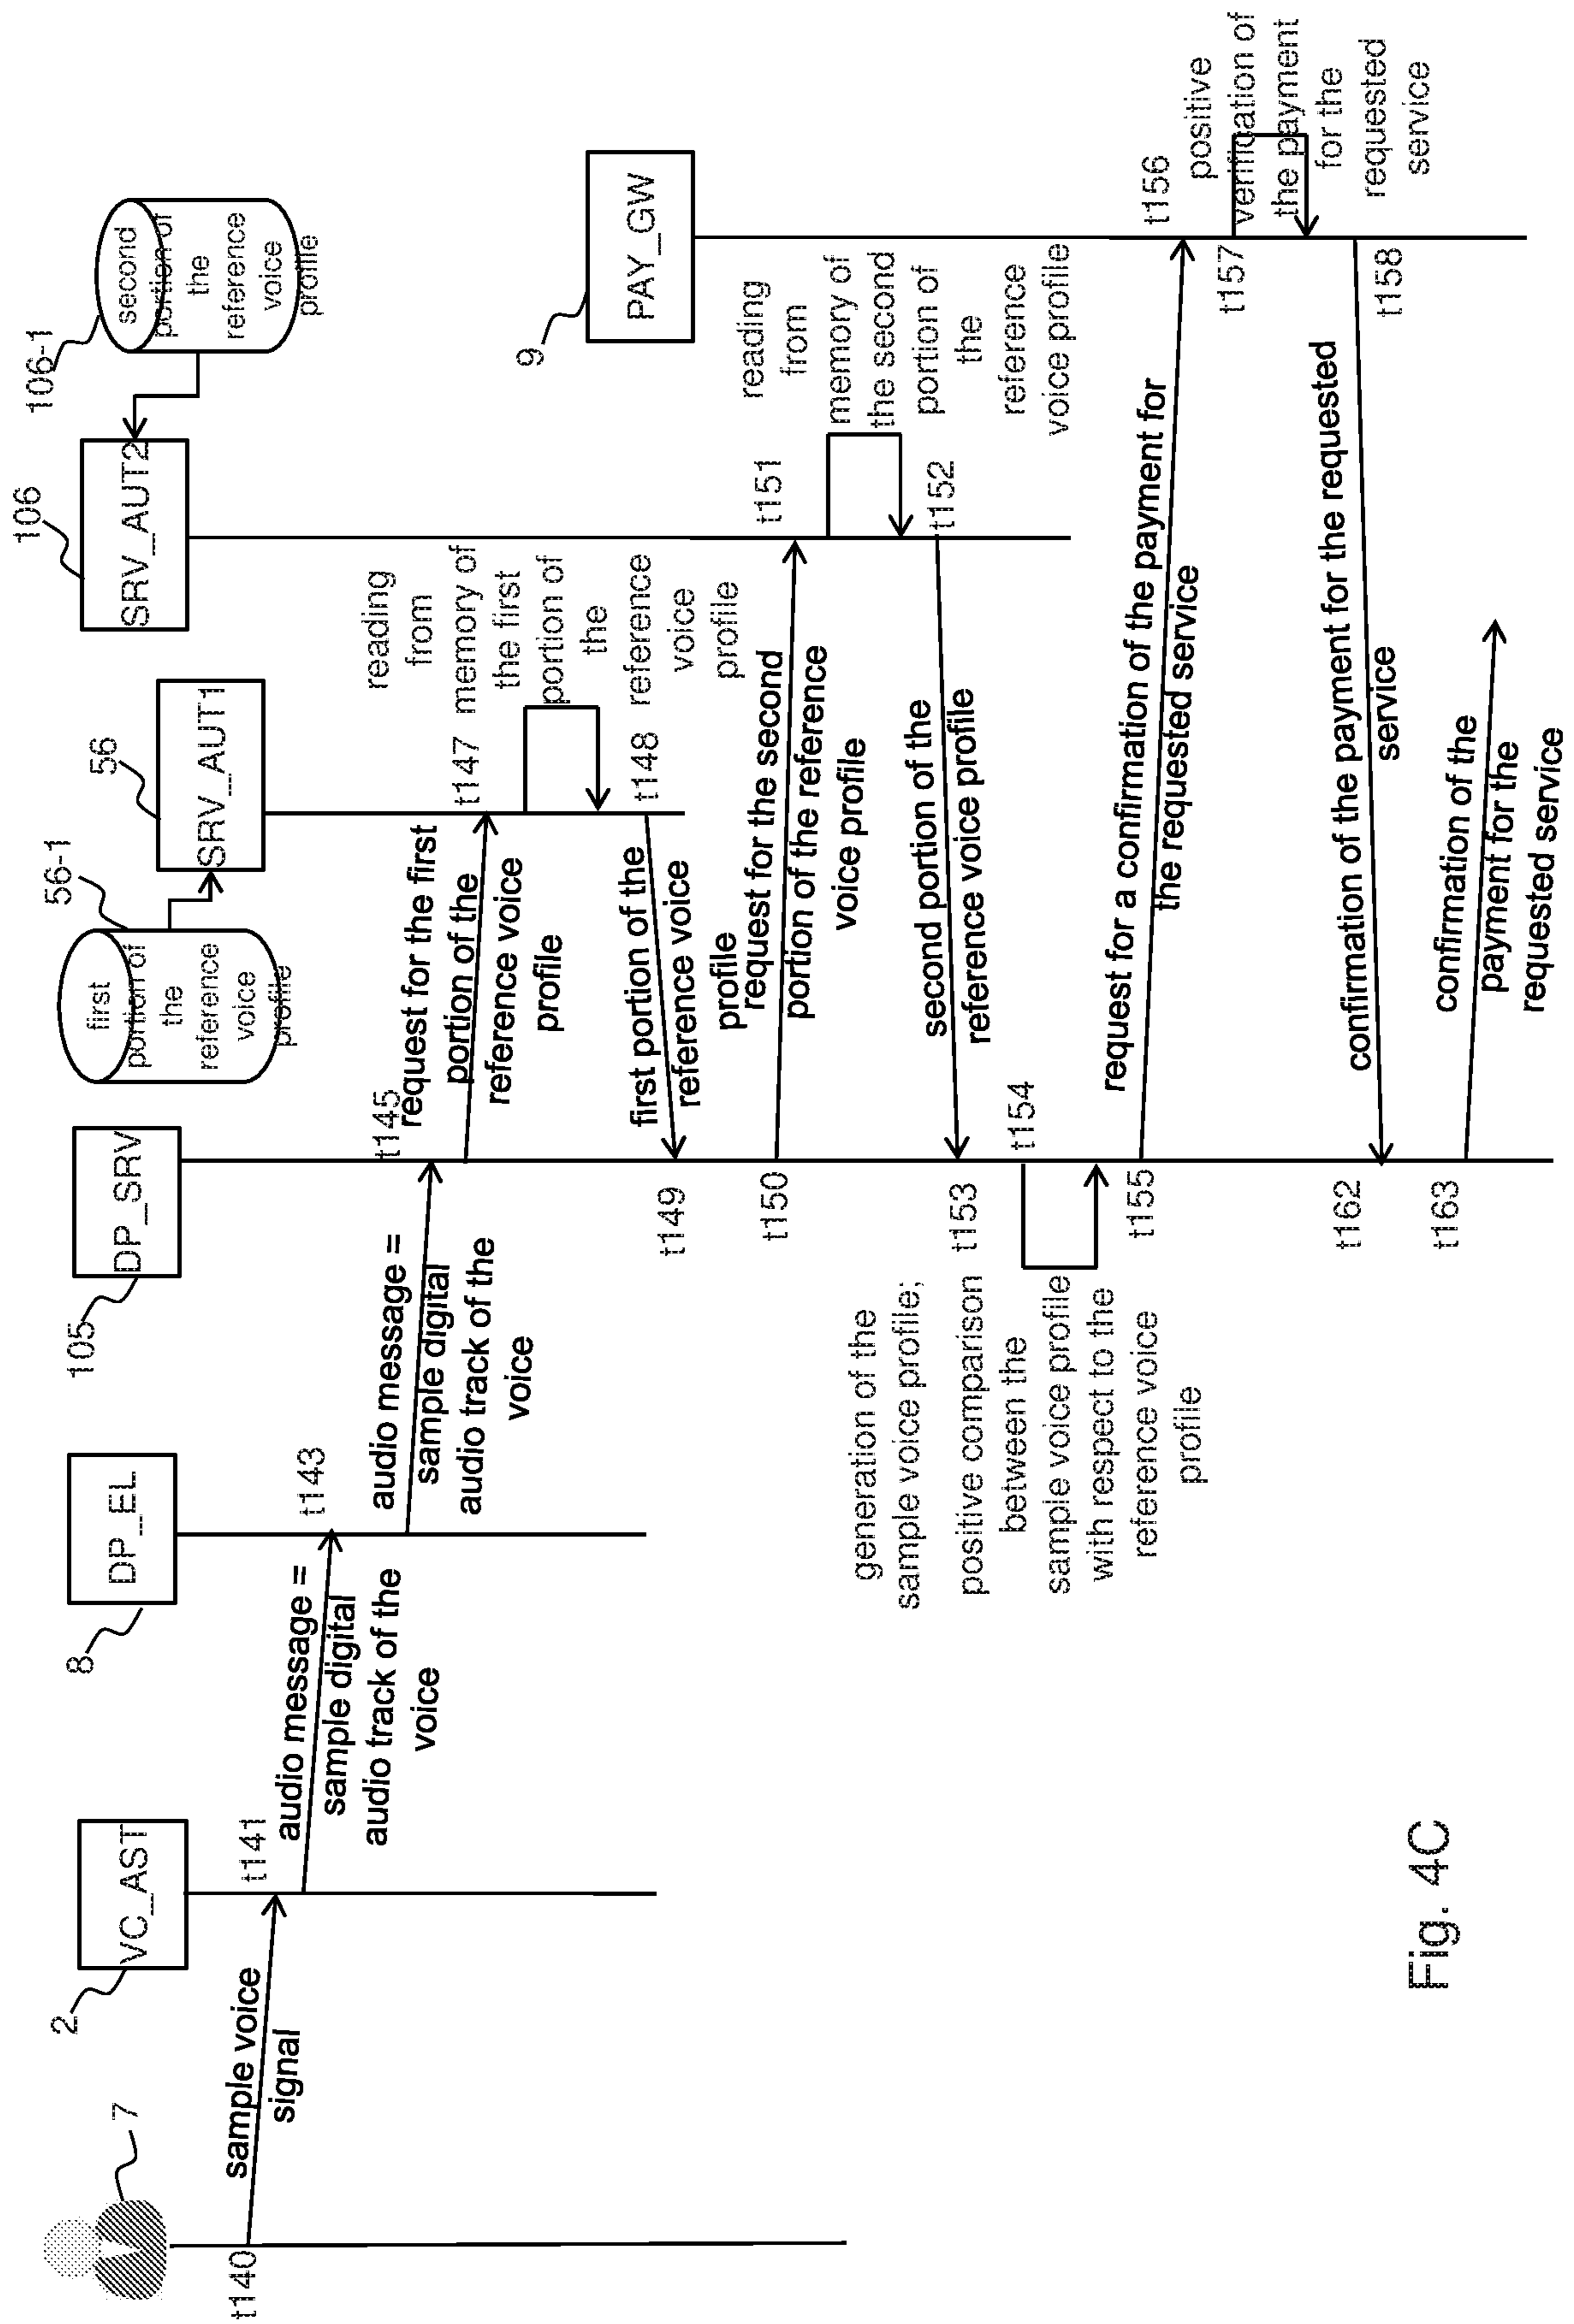 7
2
VC_AST
8
DP_EL
105
DP_SRV
first
portion of
the
reference
voice
profile
56-1
56
SRV_AUT1
106
SRV_AUT2
106-1
second
portion of
the
reference
voice
profile
9
PAY_GW
t140
sample voice
signal
t141
audio message =
sample digital
audio track of the
voice
t143
audio message =
sample digital
audio track of the
voice
t145
request for the first
portion of the
reference voice
profile
t147
reading
from
memory of
the first
portion of
the
reference
voice
profile
t148
first portion of the
reference voice
profile
t149
t150
request for the second
portion of the reference
voice profile
t151
reading
from
memory of
the second
portion of
the
reference
voice profile
t152
second portion of the
reference voice profile
t153
t154
generation of the
sample voice profile;
positive comparison
between the
sample voice profile
with respect to the
reference voice
profile
t155
request for a confirmation of the payment for
the requested service
t156
t157
positive
verification of
the payment
for the
requested
service
t158
confirmation of the payment for the requested
service
t162
t163
confirmation of the
payment for the
requested service
Fig. 4C